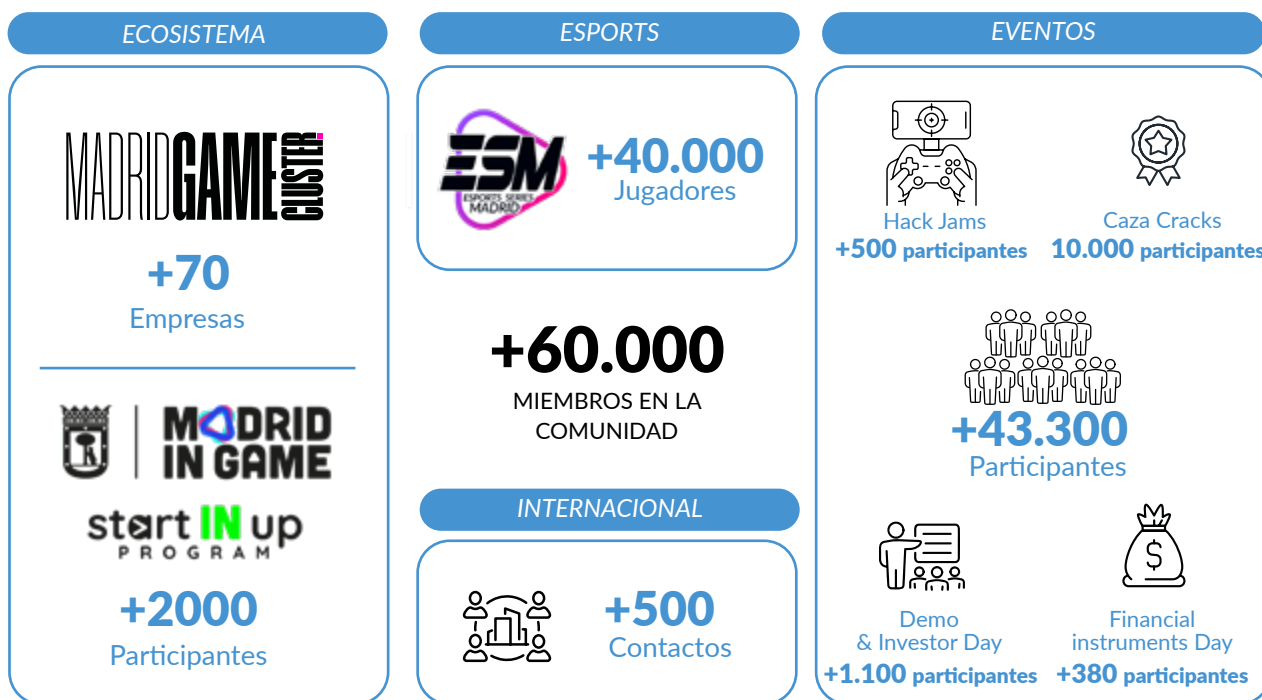 ECOSISTEMA
MADRIDGAME
CLUSTER
+70
Empresas
MADRID
IN GAME
start IN up
PROGRAM
+2000
Participantes
ESPORTS
ESM
ESPORTS SERIES
MADRID
+40.000
Jugadores
+60.000
MIEMBROS EN LA
COMUNIDAD
INTERNACIONAL
+500
Contactos
EVENTOS
Hack Jams
+500 participantes
Caza Cracks
10.000 participantes
+43.300
Participantes
Demo
& Investor Day
+1.100 participantes
$
Financial
instruments Day
+380 participantes